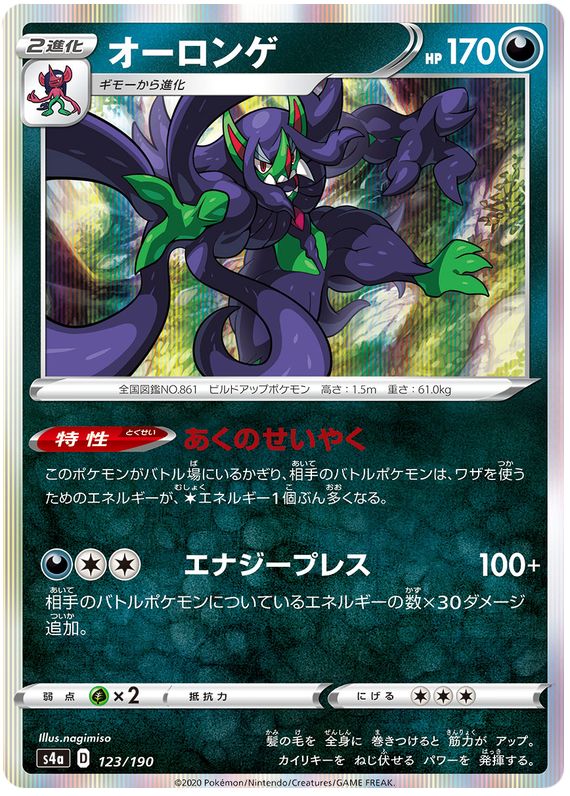 2進化 オーロンゲ HP 170
ギモーから進化
全国図鑑NO.861 ビルドアップポケモン 高さ:1.5m 重さ:61.0kg
特性 とくせい あくのせいやく
このポケモンがバトル場にいるかぎり、相手のバトルポケモンは、ワザを使う
ためのエネルギーが、エネルギー1個ぶん多くなる。
エナジープレス 100+
相手のバトルポケモンについているエネルギーの数×30ダメージ
追加。
弱点 ×2 抵抗力 にげる
Illus.nagimiso
s4a D 123/190
髪の毛を 全身に 巻きつけると 筋力が アップ。
カイリキーを ねじ伏せる パワーを 発揮する。
©2020 Pokémon/Nintendo/Creatures/GAME FREAK.